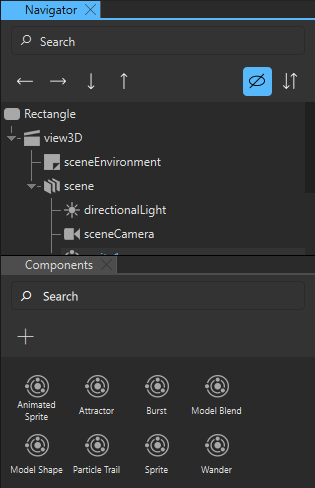 Navigator
Search
Rectangle
view3D
sceneEnvironment
scene
directionalLight
sceneCamera
Components
Search
Animated
Sprite
Attractor
Burst
Model Blend
Model Shape
Particle Trail
Sprite
Wander